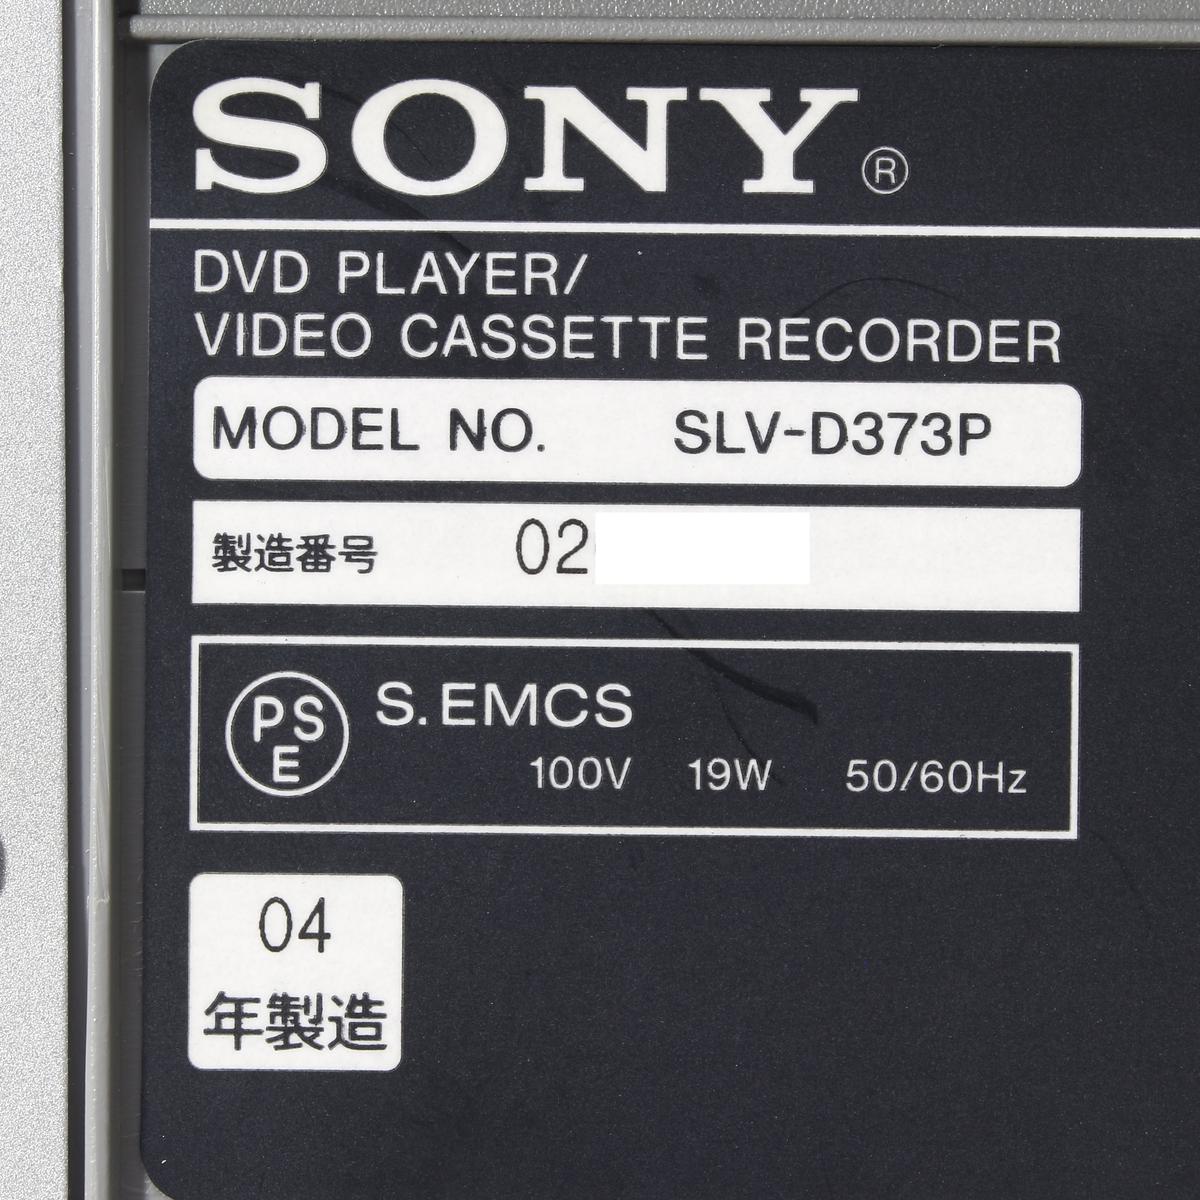 SONY®
DVD PLAYER/
VIDEO CASSETTE RECORDER
MODEL NO. SLV-D373P
製造番号 02
PSE S.EMCS
100V 19W 50/60Hz
04
年製造